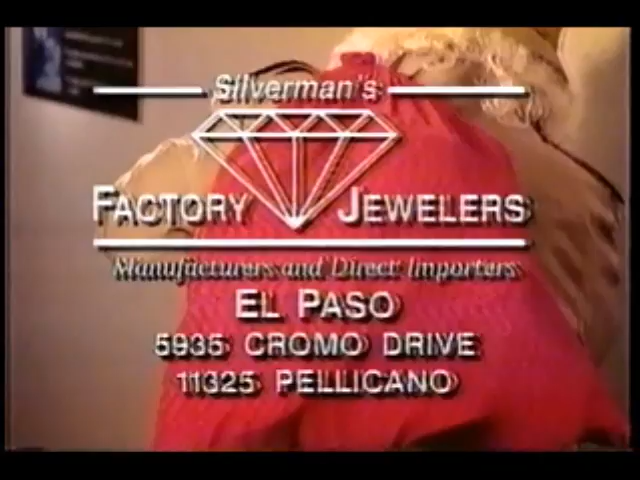 Silverman's
FACTORY JEWELERS
Manufacturers and Direct Importers
EL PASO
5935 CROMO DRIVE
11325 PELLICANO